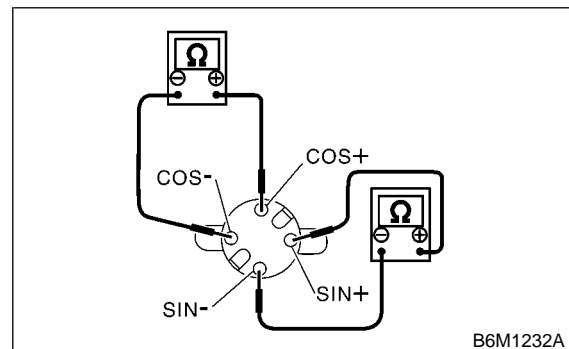 Ω
⊖ ⊕
COS+
COS-
Ω
⊖ ⊕
SIN+
SIN-
B6M1232A